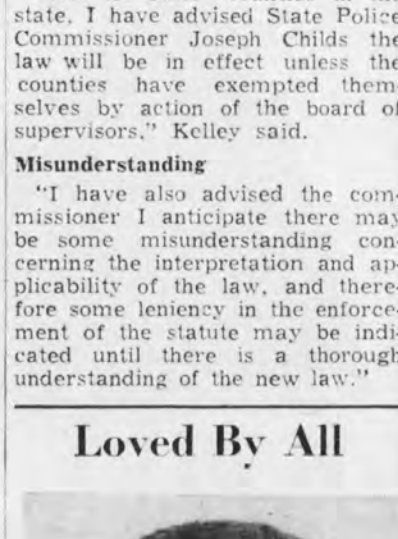 state, I have advised State Police
Commissioner Joseph Childs the
law will be in effect unless the
counties have exempted them-
selves by action of the board of
supervisors," Kelley said.
Misunderstanding
"I have also advised the com-
missioner I anticipate there may
be some misunderstanding con-
cerning the interpretation and ap-
plicability of the law, and there-
fore some leniency in the enforce-
ment of the statute may be indi-
cated until there is a thorough
understanding of the new law."
Loved By All